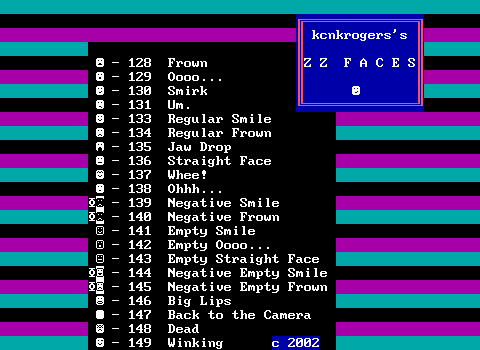 kcnkrogers's
Z Z F A C E S
- 128 Frown
- 129 Oooo...
- 130 Smirk
- 131 Um.
- 133 Regular Smile
- 134 Regular Frown
- 135 Jaw Drop
- 136 Straight Face
- 137 Whee!
- 138 Ohhh...
- 139 Negative Smile
- 140 Negative Frown
- 141 Empty Smile
- 142 Empty Oooo...
- 143 Empty Straight Face
- 144 Negative Empty Smile
- 145 Negative Empty Frown
- 146 Big Lips
- 147 Back to the Camera
- 148 Dead
- 149 Winking
c 2002